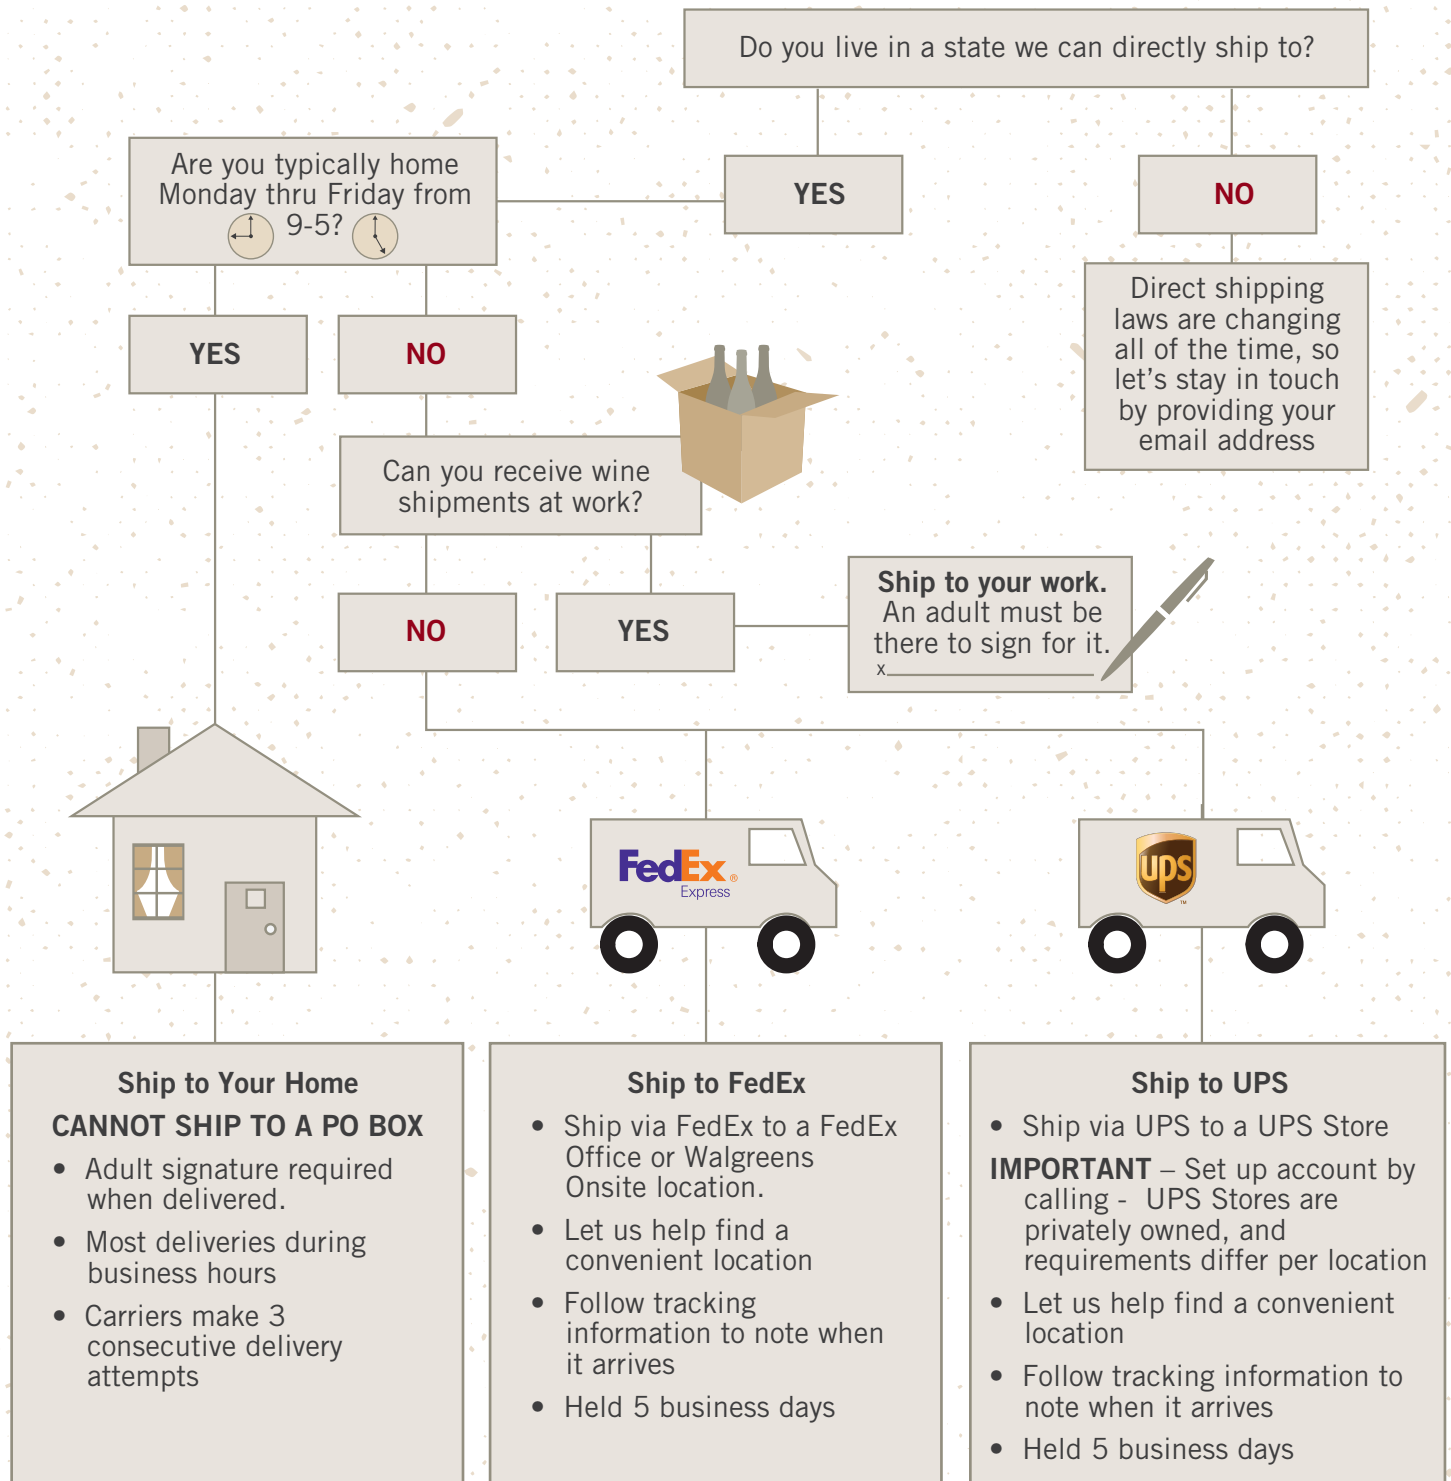 Do you live in a state we can directly ship to?
YES
NO
Are you typically home
Monday thru Friday from
9-5?
Direct shipping
laws are changing
all of the time, so
let's stay in touch
by providing your
email address
YES
NO
Can you receive wine
shipments at work?
NO
YES
Ship to your work.
An adult must be
there to sign for it.
x
FedEx®
Express
ups
™
Ship to Your Home
CANNOT SHIP TO A PO BOX
• Adult signature required
when delivered.
• Most deliveries during
business hours
• Carriers make 3
consecutive delivery
attempts
Ship to FedEx
• Ship via FedEx to a FedEx
Office or Walgreens
Onsite location.
• Let us help find a
convenient location
• Follow tracking
information to note when
it arrives
• Held 5 business days
Ship to UPS
• Ship via UPS to a UPS Store
IMPORTANT – Set up account by
calling - UPS Stores are
privately owned, and
requirements differ per location
• Let us help find a convenient
location
• Follow tracking information to
note when it arrives
• Held 5 business days